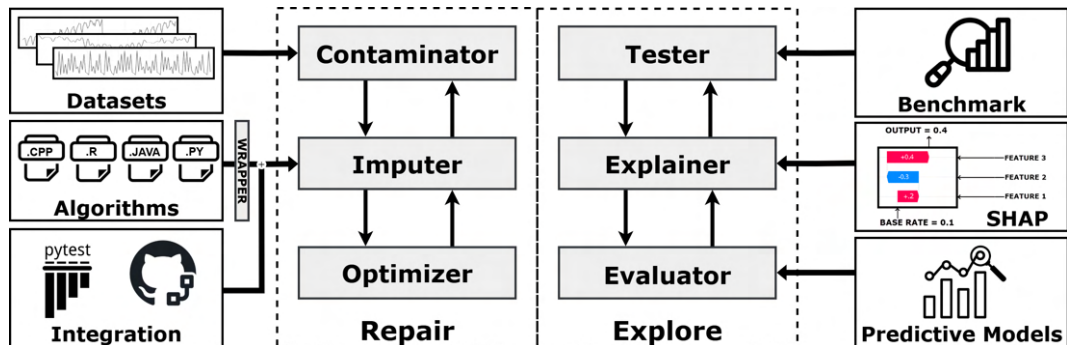 Datasets
.CPP
.R
.JAVA
.PY
Algorithms
WRAPPER
+
pytest
Integration
Contaminator
Imputer
Optimizer
Repair
Tester
Explainer
Evaluator
Explore
Benchmark
OUTPUT = 0.4
+0.4
FEATURE 3
-0.3
FEATURE 2
+.2
FEATURE 1
BASE RATE = 0.1
SHAP
Predictive Models